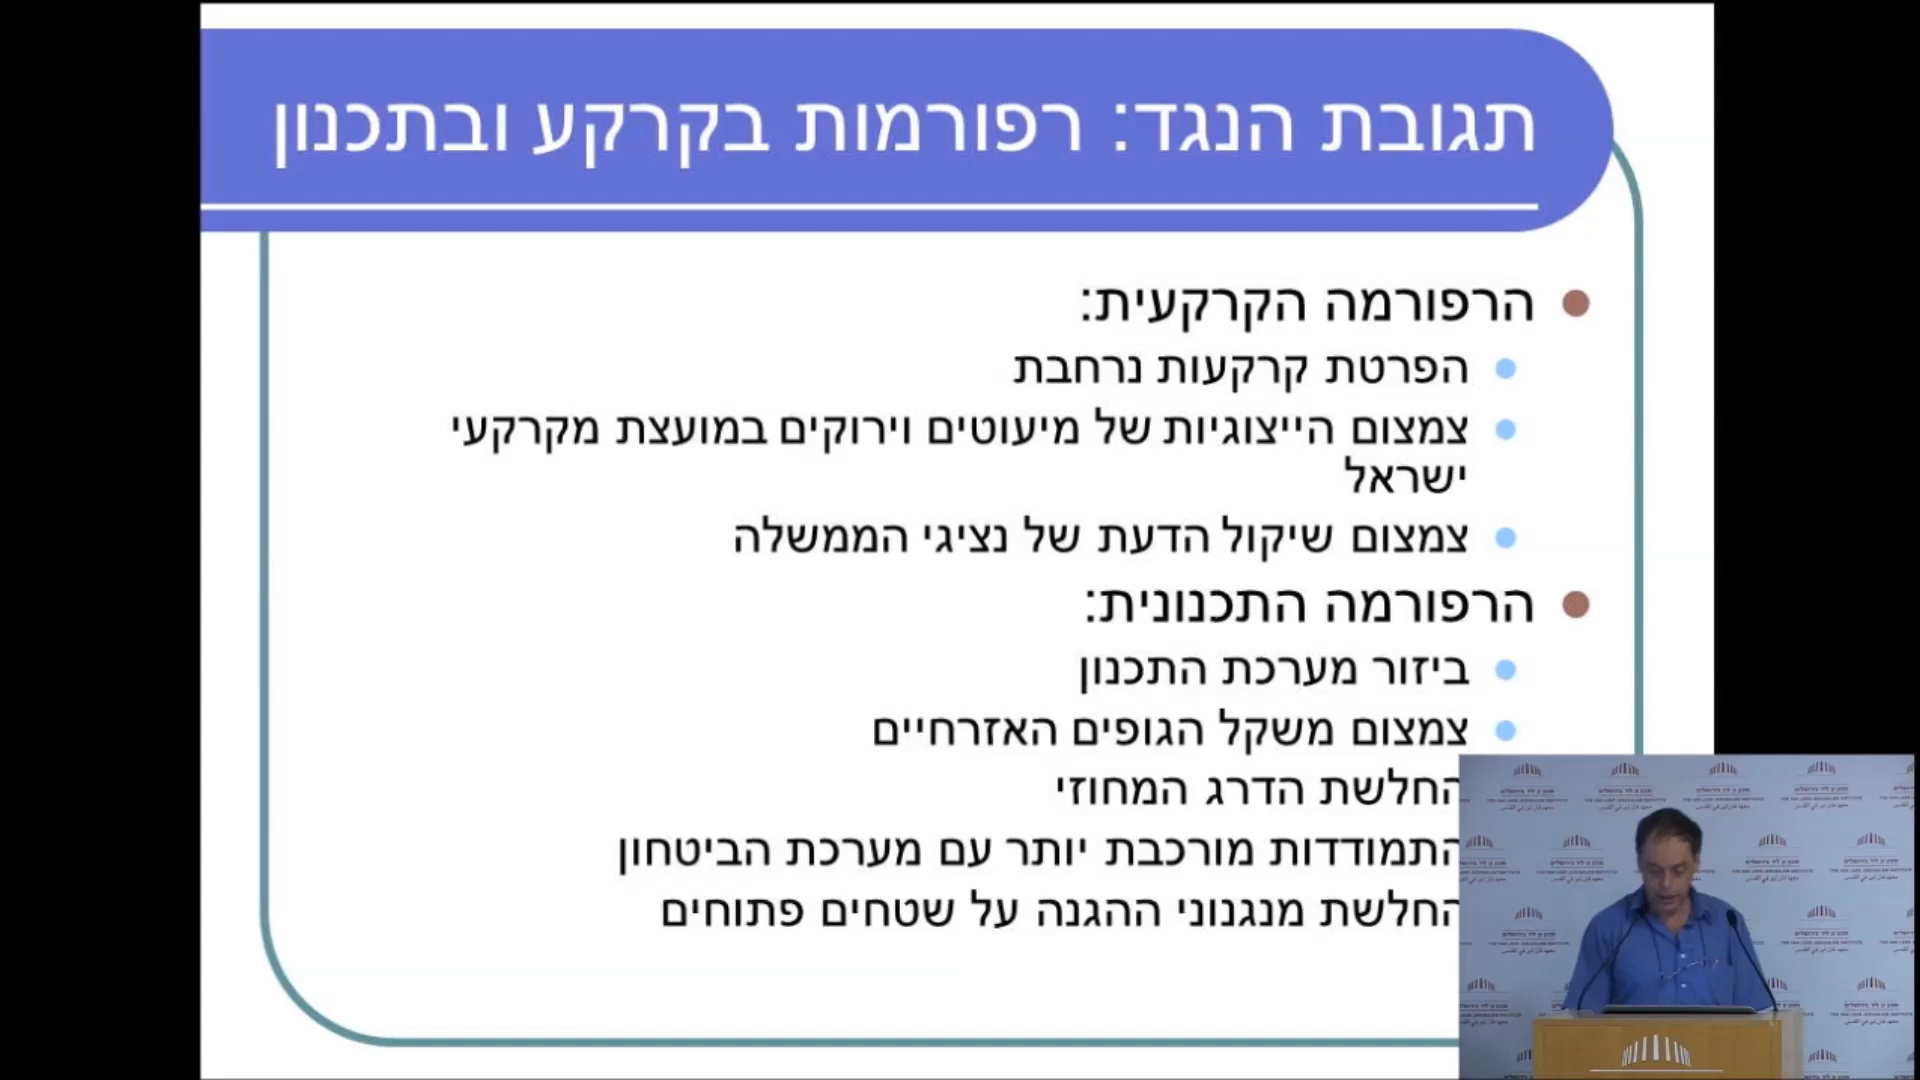 תגובת הנגד: רפורמות בקרקע ובתכנון
הרפורמה הקרקעית:
הפרטת קרקעות נרחבת
צמצום הייצוגיות של מיעוטים וירוקים במועצת מקרקעי
ישראל
צמצום שיקול הדעת של נציגי הממשלה
הרפורמה התכנונית:
ביזור מערכת התכנון
צמצום משקל הגופים האזרחיים
החלשת הדרג המחוזי
התמודדות מורכבת יותר עם מערכת הביטחון
החלשת מנגנוני ההגנה על שטחים פתוחים